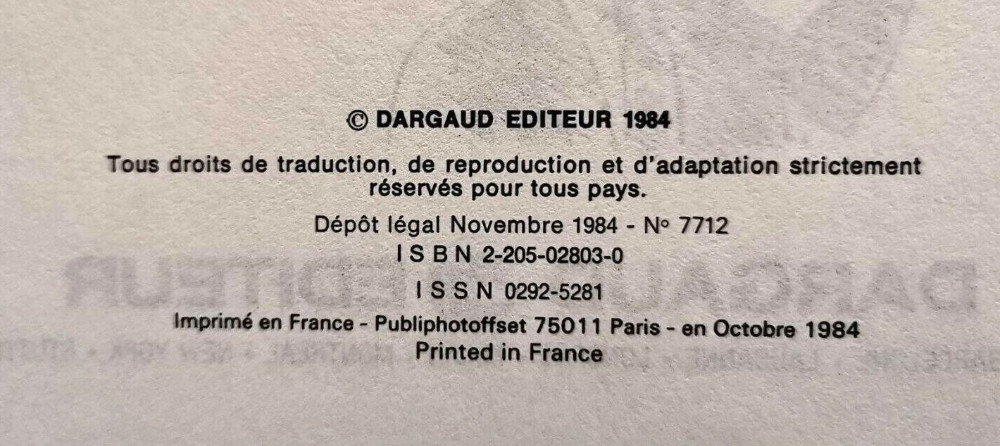 © DARGAUD EDITEUR 1984
Tous droits de traduction, de reproduction et d'adaptation strictement
réservés pour tous pays.
Dépôt légal Novembre 1984 - Nº 7712
I S B N 2-205-02803-0
I S S N 0292-5281
Imprimé en France - Publiphotoffset 75011 Paris - en Octobre 1984
Printed in France